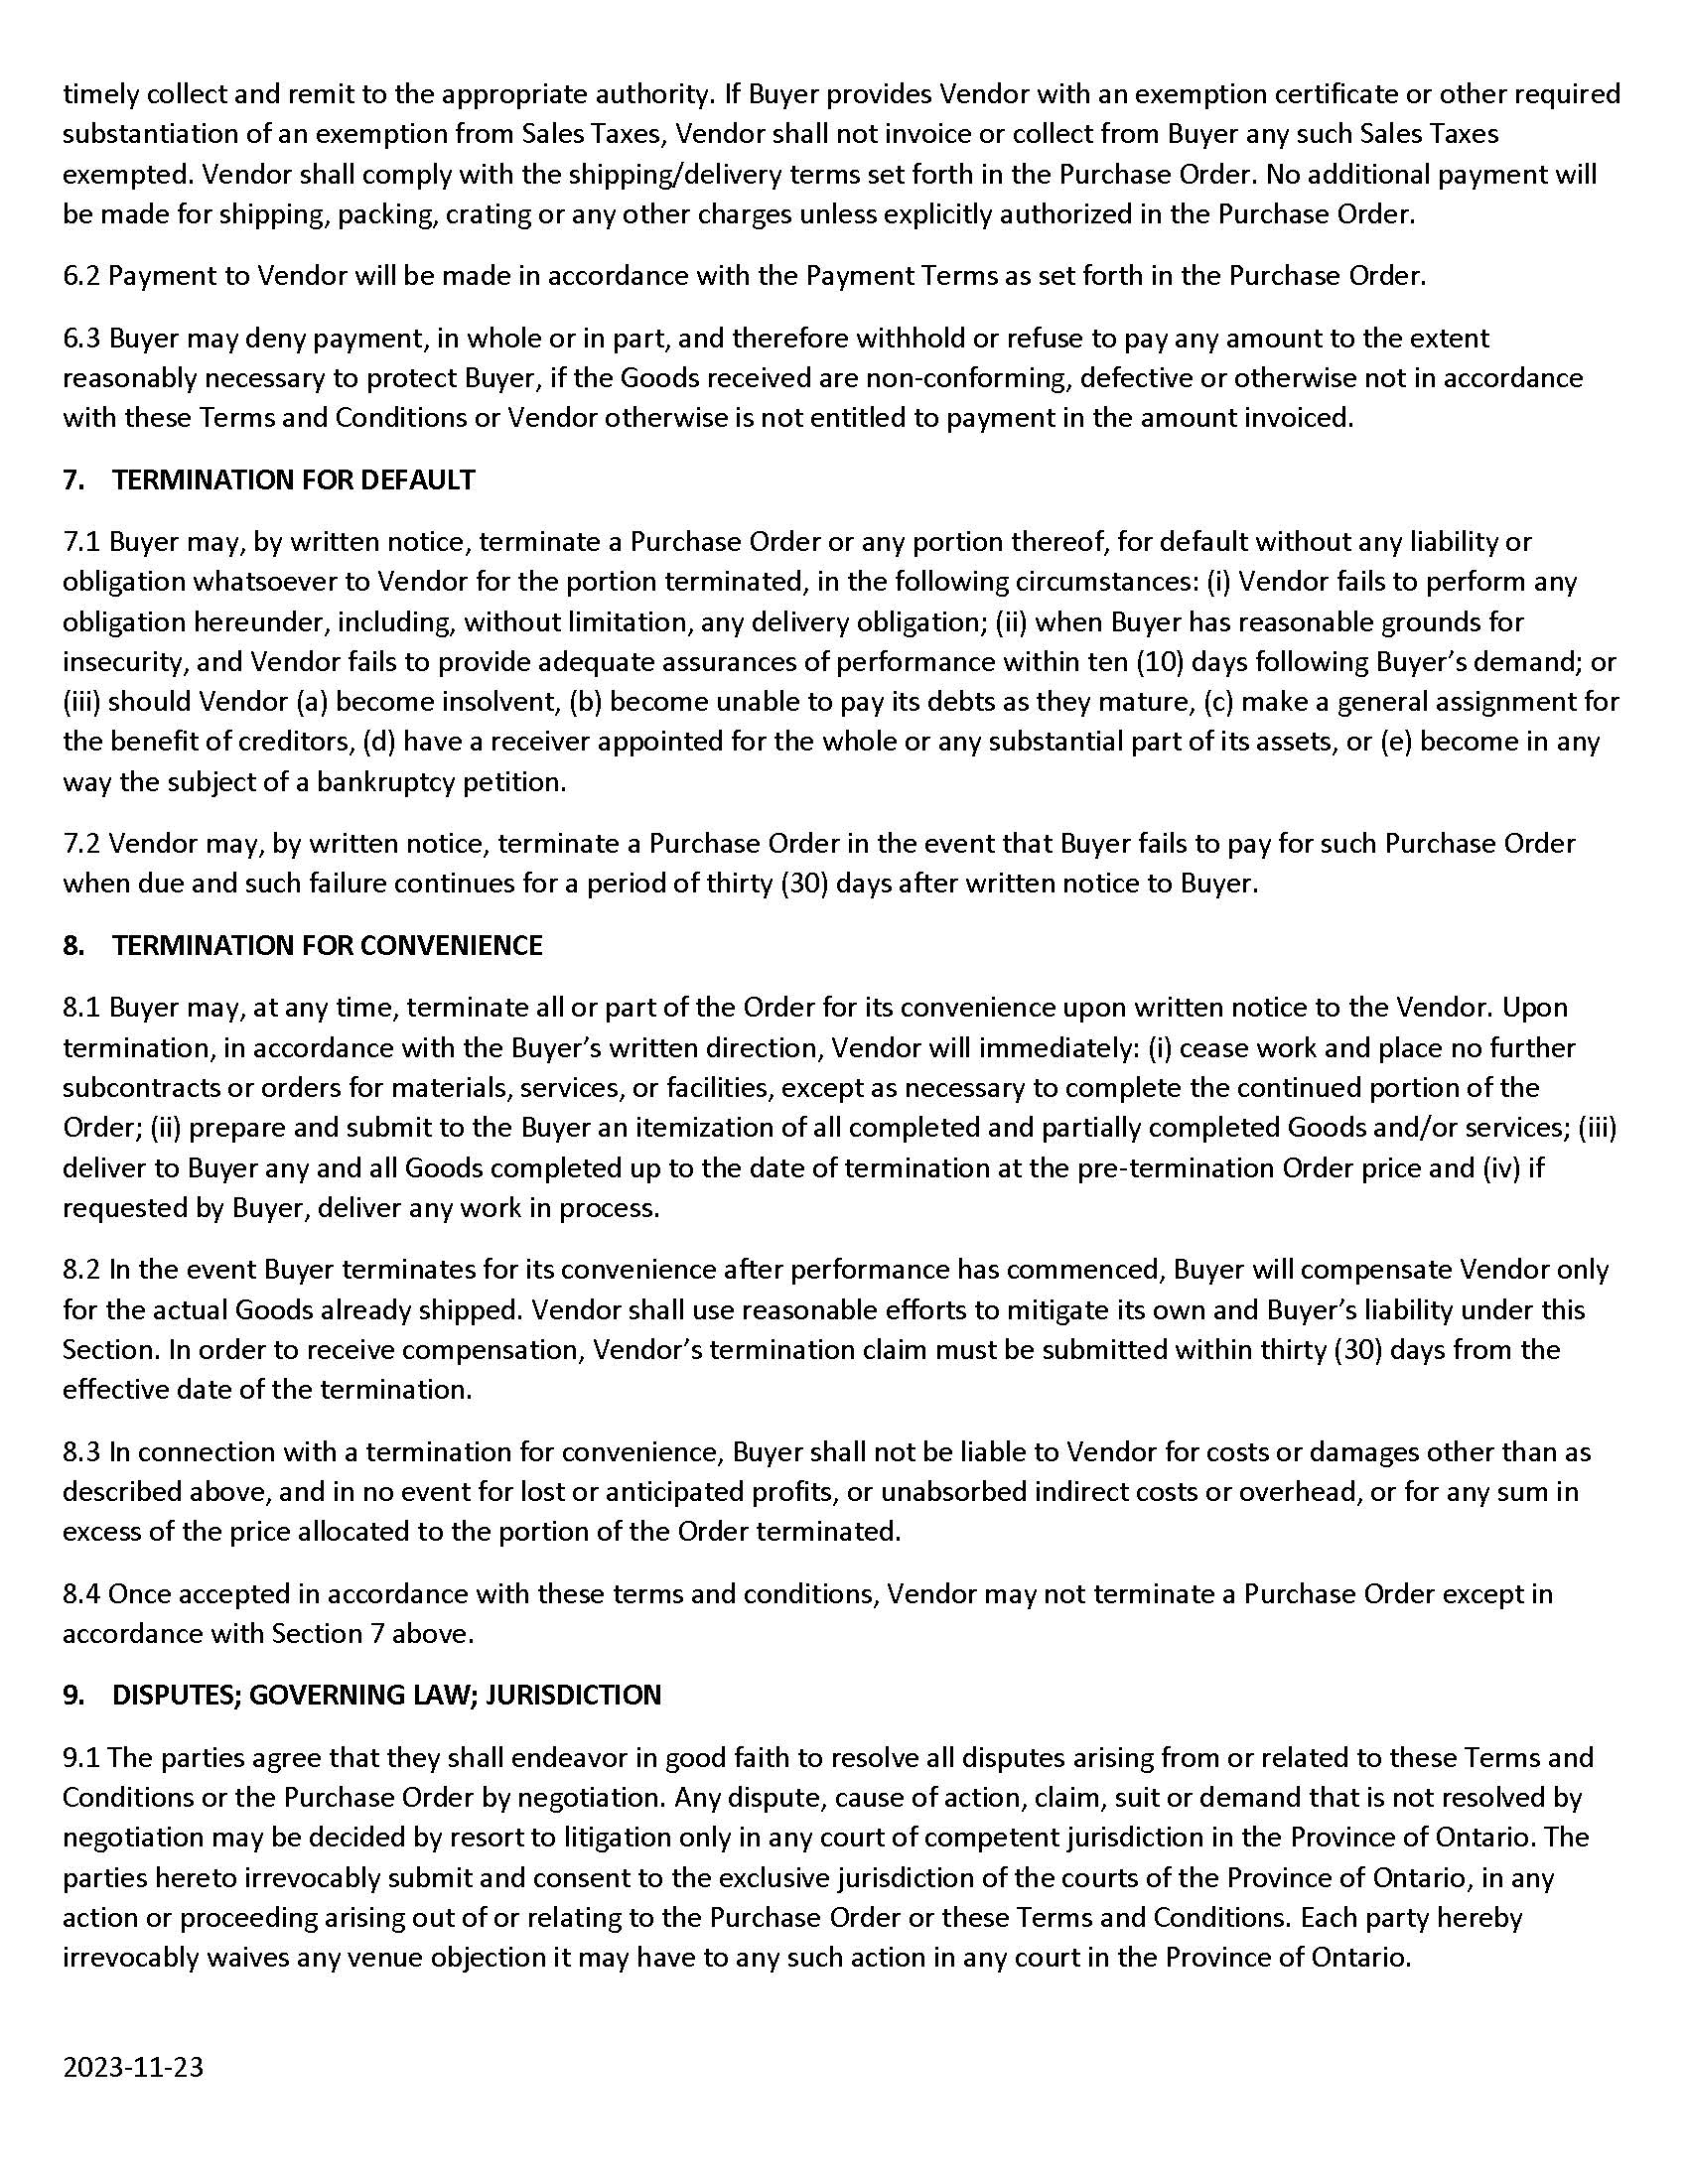 timely collect and remit to the appropriate authority. If Buyer provides Vendor with an exemption certificate or other required
substantiation of an exemption from Sales Taxes, Vendor shall not invoice or collect from Buyer any such Sales Taxes
exempted. Vendor shall comply with the shipping/delivery terms set forth in the Purchase Order. No additional payment will
be made for shipping, packing, crating or any other charges unless explicitly authorized in the Purchase Order.
6.2 Payment to Vendor will be made in accordance with the Payment Terms as set forth in the Purchase Order.
6.3 Buyer may deny payment, in whole or in part, and therefore withhold or refuse to pay any amount to the extent
reasonably necessary to protect Buyer, if the Goods received are non-conforming, defective or otherwise not in accordance
with these Terms and Conditions or Vendor otherwise is not entitled to payment in the amount invoiced.
7. TERMINATION FOR DEFAULT
7.1 Buyer may, by written notice, terminate a Purchase Order or any portion thereof, for default without any liability or
obligation whatsoever to Vendor for the portion terminated, in the following circumstances: (i) Vendor fails to perform any
obligation hereunder, including, without limitation, any delivery obligation; (ii) when Buyer has reasonable grounds for
insecurity, and Vendor fails to provide adequate assurances of performance within ten (10) days following Buyer’s demand; or
(iii) should Vendor (a) become insolvent, (b) become unable to pay its debts as they mature, (c) make a general assignment for
the benefit of creditors, (d) have a receiver appointed for the whole or any substantial part of its assets, or (e) become in any
way the subject of a bankruptcy petition.
7.2 Vendor may, by written notice, terminate a Purchase Order in the event that Buyer fails to pay for such Purchase Order
when due and such failure continues for a period of thirty (30) days after written notice to Buyer.
8. TERMINATION FOR CONVENIENCE
8.1 Buyer may, at any time, terminate all or part of the Order for its convenience upon written notice to the Vendor. Upon
termination, in accordance with the Buyer’s written direction, Vendor will immediately: (i) cease work and place no further
subcontracts or orders for materials, services, or facilities, except as necessary to complete the continued portion of the
Order; (ii) prepare and submit to the Buyer an itemization of all completed and partially completed Goods and/or services; (iii)
deliver to Buyer any and all Goods completed up to the date of termination at the pre-termination Order price and (iv) if
requested by Buyer, deliver any work in process.
8.2 In the event Buyer terminates for its convenience after performance has commenced, Buyer will compensate Vendor only
for the actual Goods already shipped. Vendor shall use reasonable efforts to mitigate its own and Buyer’s liability under this
Section. In order to receive compensation, Vendor’s termination claim must be submitted within thirty (30) days from the
effective date of the termination.
8.3 In connection with a termination for convenience, Buyer shall not be liable to Vendor for costs or damages other than as
described above, and in no event for lost or anticipated profits, or unabsorbed indirect costs or overhead, or for any sum in
excess of the price allocated to the portion of the Order terminated.
8.4 Once accepted in accordance with these terms and conditions, Vendor may not terminate a Purchase Order except in
accordance with Section 7 above.
9. DISPUTES; GOVERNING LAW; JURISDICTION
9.1 The parties agree that they shall endeavor in good faith to resolve all disputes arising from or related to these Terms and
Conditions or the Purchase Order by negotiation. Any dispute, cause of action, claim, suit or demand that is not resolved by
negotiation may be decided by resort to litigation only in any court of competent jurisdiction in the Province of Ontario. The
parties hereto irrevocably submit and consent to the exclusive jurisdiction of the courts of the Province of Ontario, in any
action or proceeding arising out of or relating to the Purchase Order or these Terms and Conditions. Each party hereby
irrevocably waives any venue objection it may have to any such action in any court in the Province of Ontario.
2023-11-23